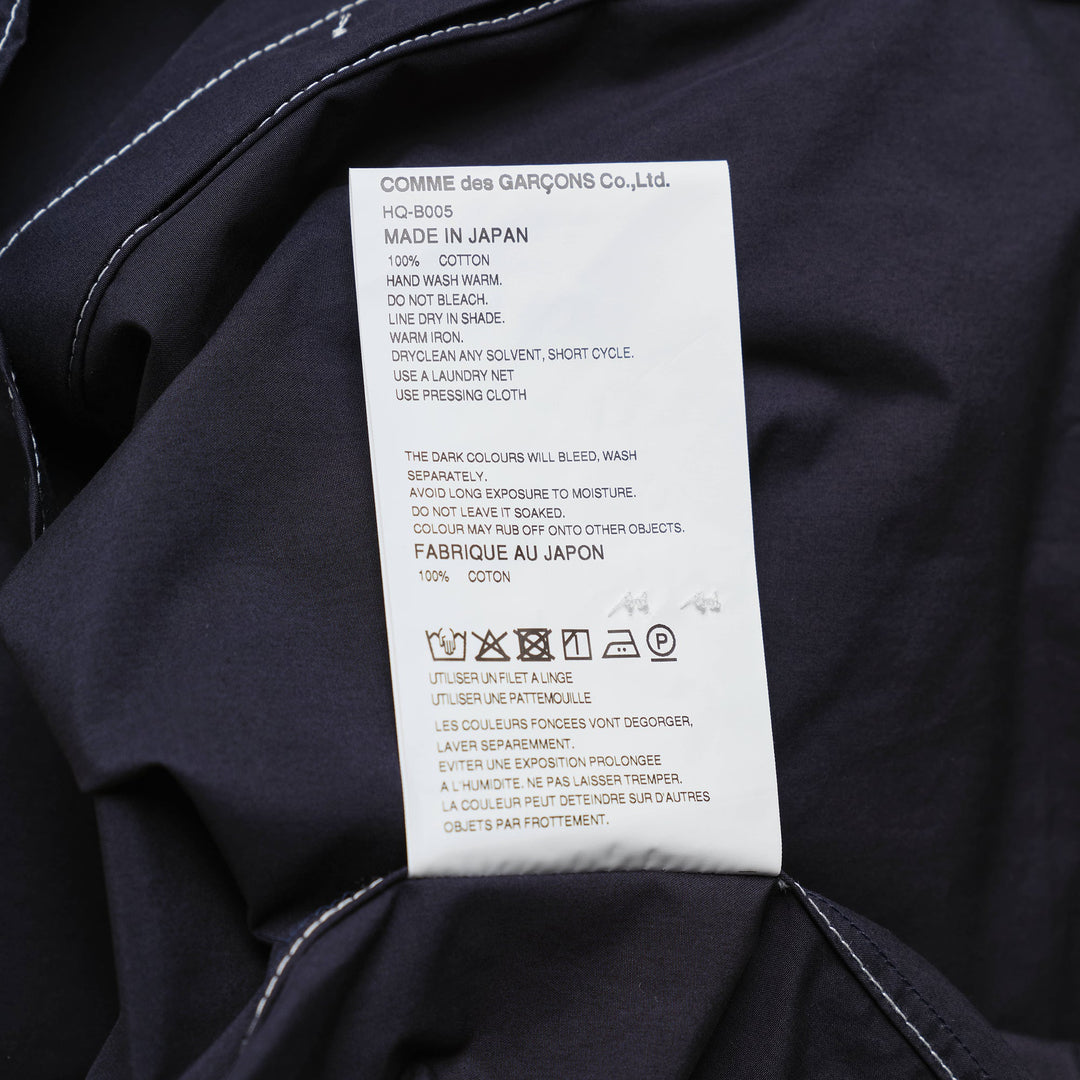 COMME des GARÇONS Co.,Ltd.
HQ-B005
MADE IN JAPAN
100% COTTON
HAND WASH WARM.
DO NOT BLEACH.
LINE DRY IN SHADE.
WARM IRON.
DRYCLEAN ANY SOLVENT, SHORT CYCLE.
USE A LAUNDRY NET
USE PRESSING CLOTH
THE DARK COLOURS WILL BLEED, WASH
SEPARATELY.
AVOID LONG EXPOSURE TO MOISTURE.
DO NOT LEAVE IT SOAKED.
COLOUR MAY RUB OFF ONTO OTHER OBJECTS.
FABRIQUE AU JAPON
100% COTON
P
UTILISER UN FILET A LINGE
UTILISER UNE PATTEMOUILLE
LES COULEURS FONCEES VONT DEGORGER,
LAVER SEPAREMMENT.
EVITER UNE EXPOSITION PROLONGEE
A L'HUMIDITE. NE PAS LAISSER TREMPER.
LA COULEUR PEUT DETEINDRE SUR D'AUTRES
OBJETS PAR FROTTEMENT.